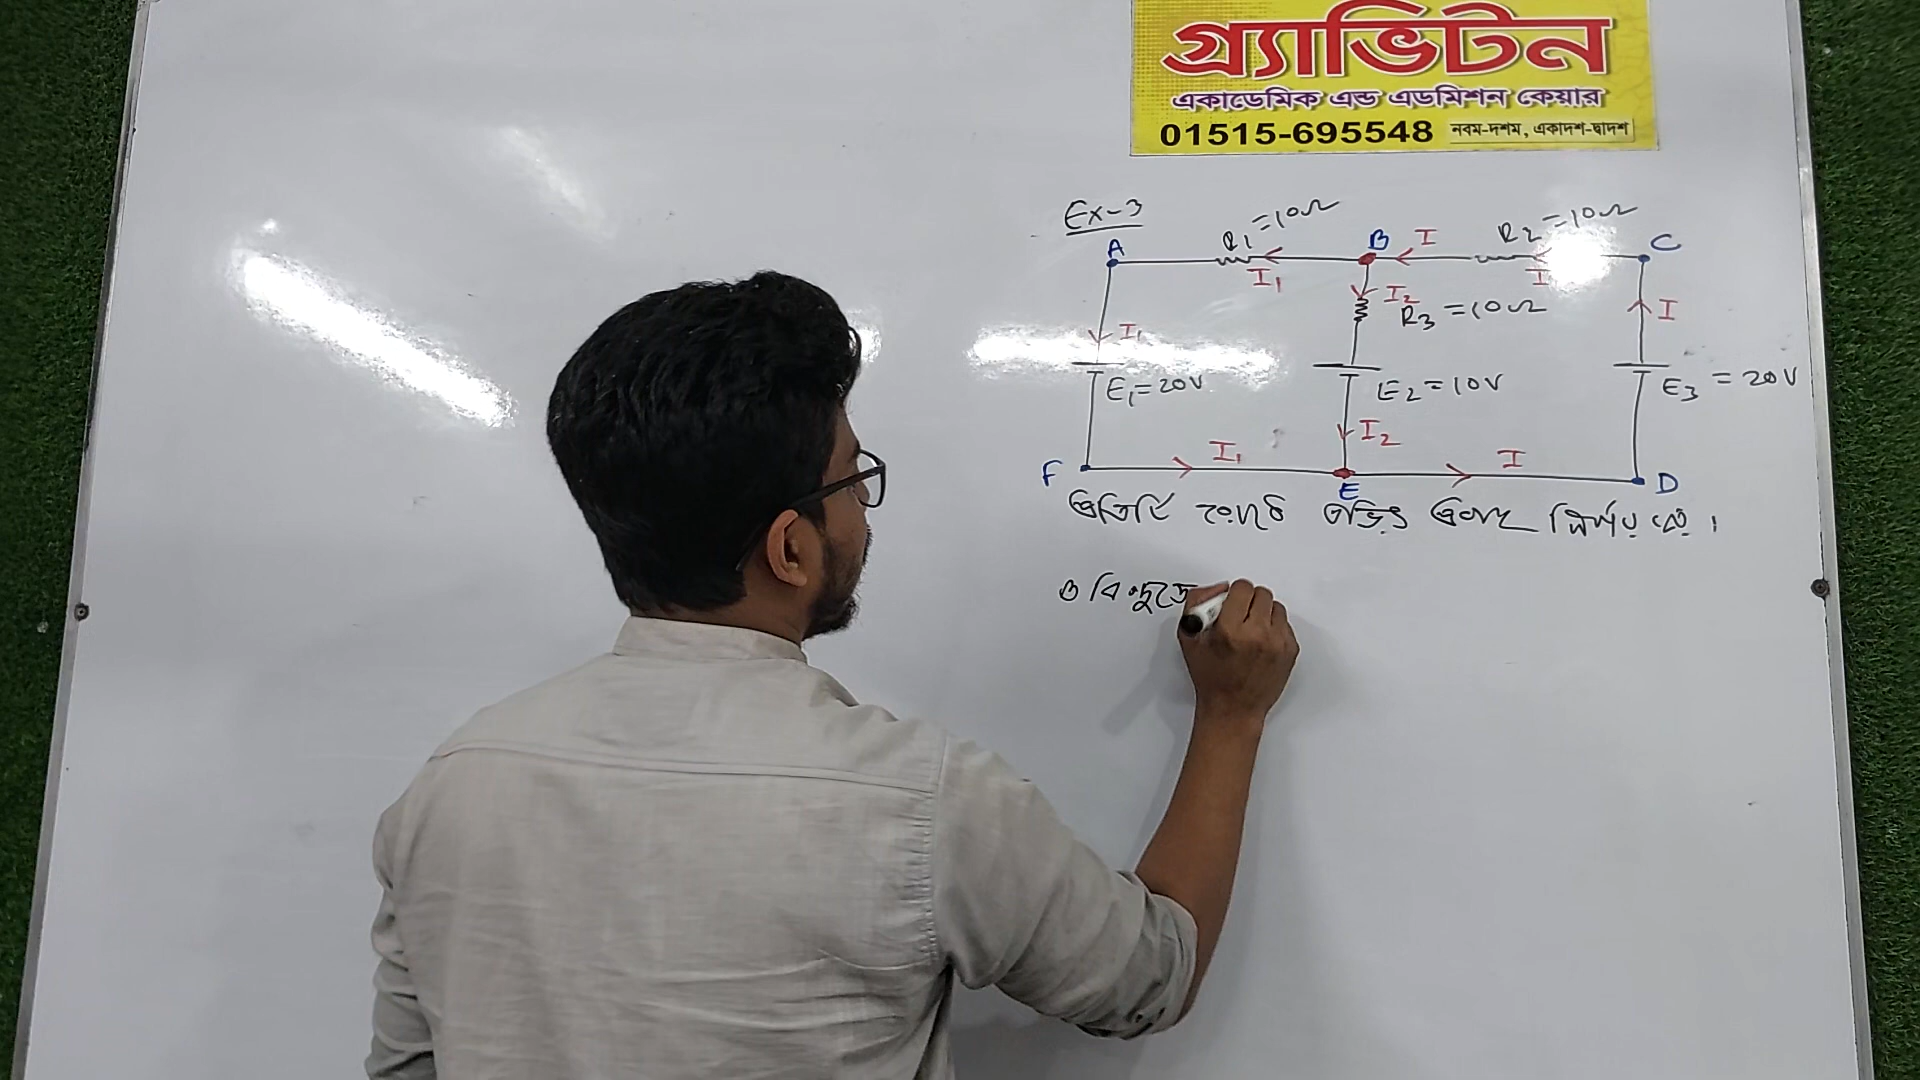 গ্র্যাভিটন
একাডেমিক এন্ড এডমিশন কেয়ার
01515-695548 নবম-দশম, একাদশ-দ্বাদশ
Ex-3
R1=10Ω
R2=10Ω
A
B
I
C
I1
I
I2
R3=10Ω
I1
I
E1=20V
E2=10V
E3=20V
I2
F
I1
E
I
D
প্রতিটি রোধে তড়িৎ প্রবাহ নির্ণয় কর।
B বিন্দুতে